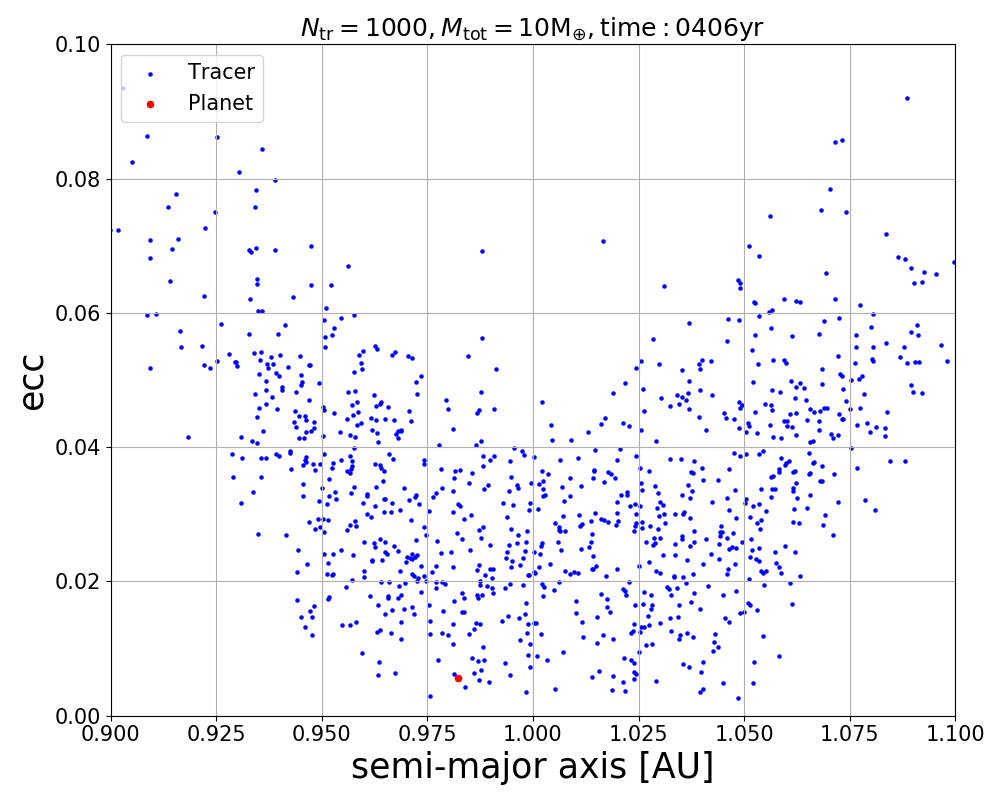 N_tr = 1000, M_tot = 10M_⊕, time : 0406yr
Tracer
Planet
ecc
0.10
0.08
0.06
0.04
0.02
0.00
0.900 0.925 0.950 0.975 1.000 1.025 1.050 1.075 1.100
semi-major axis [AU]